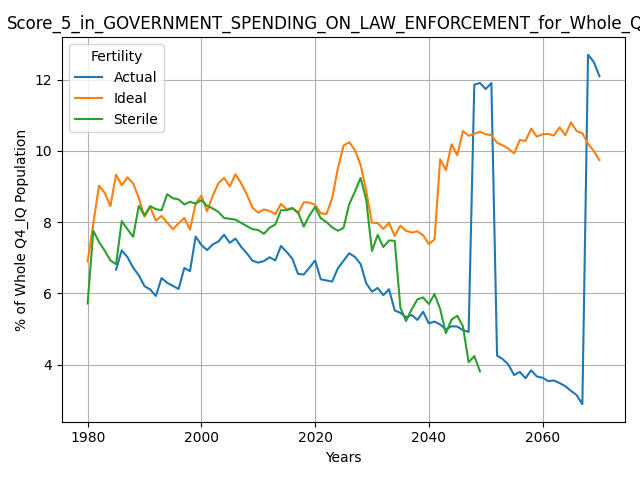 Score_5_in_GOVERNMENT_SPENDING_ON_LAW_ENFORCEMENT_for_Whole_Q
Fertility
Actual
Ideal
Sterile
% of Whole Q4_IQ Population
12
10
8
6
4
1980
2000
2020
2040
2060
Years